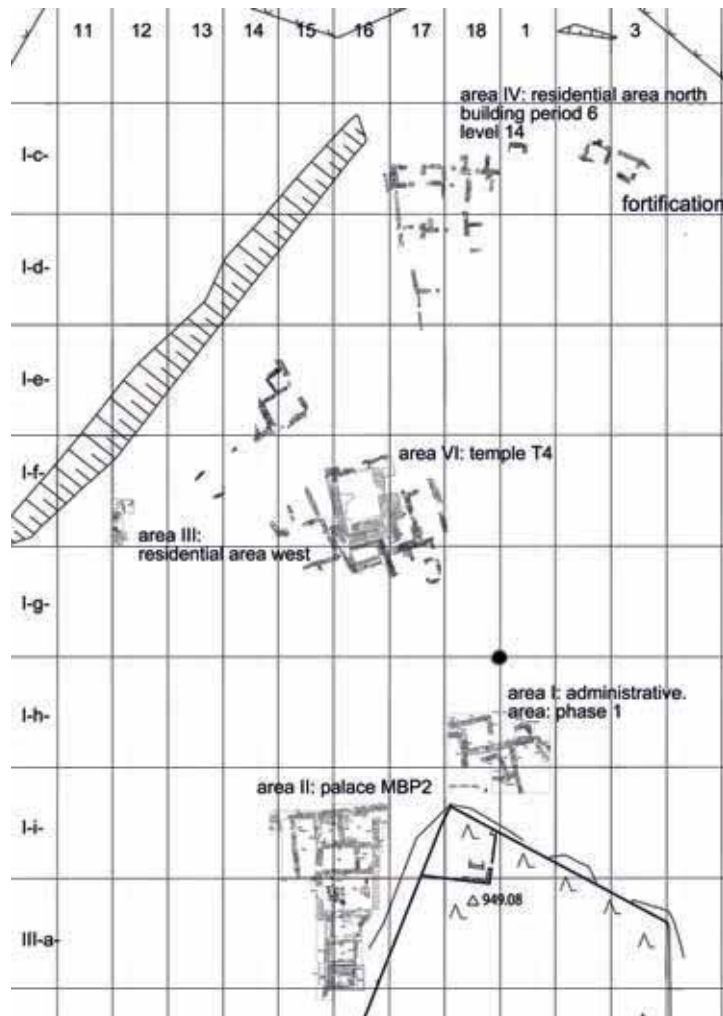 11 12 13 14 15 16 17 18 1 3
area IV: residential area north
building period 6
level 14
I-c-
fortification
I-d-
I-e-
I-f-
area VI: temple T4
area III:
residential area west
I-g-
area I: administrative.
area: phase 1
I-h-
area II: palace MBP2
I-i-
949.08
III-a-